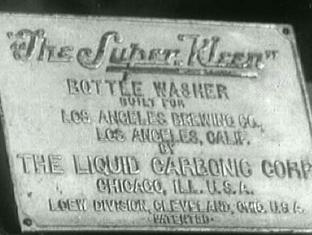 "The Super Kleen"
BOTTLE WASHER
BUILT FOR
LOS ANGELES BREWING CO.,
LOS ANGELES, CALIF.
BY
THE LIQUID CARBONIC CORP
CHICAGO, ILL. U.S.A.
LOEW DIVISION, CLEVELAND, OHIO, U.S.A.
-PATENTED-